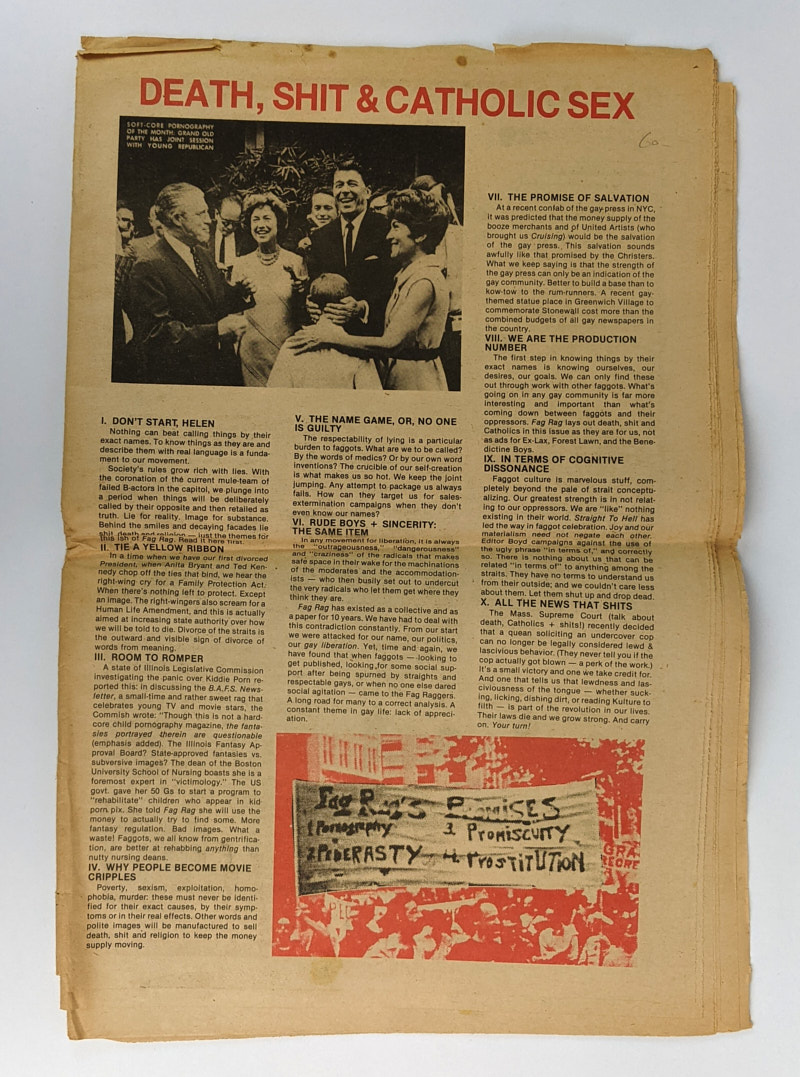 DEATH, SHIT & CATHOLIC SEX
60-
SOFT-CORE PORNOGRAPHY
OF THE MONTH: GRAND OLD
PARTY HAS JOINT SESSION
WITH YOUNG REPUBLICAN
I. DON'T START, HELEN
Nothing can beat calling things by their
exact names. To know things as they are and
describe them with real language is a funda-
ment to our movement.
Society's rules grow rich with lies. With
the coronation of the current mule-team of
failed B-actors in the capitol, we plunge into
a period when things will be deliberately
called by their opposite and then retailed as
truth. Lie for reality. Image for substance.
Behind the smiles and decaying facades lie
shit, death and religion — just the themes for
this ish of Fag Rag. Read it here first.
II. TIE A YELLOW RIBBON
In a time when we have our first divorced
President, when Anita Bryant and Ted Ken-
nedy chop off the ties that bind, we hear the
right-wing cry for a Family Protection Act.
When there's nothing left to protect. Except
an image. The right-wingers also scream for a
Human Life Amendment, and this is actually
aimed at increasing state authority over how
we will be told to die. Divorce of the straits is
the outward and visible sign of divorce of
words from meaning.
III. ROOM TO ROMPER
A state of Illinois Legislative Commission
investigating the panic over Kiddie Porn re-
ported this: in discussing the B.A.F.S. News-
letter, a small-time and rather sweet rag that
celebrates young TV and movie stars, the
Commish wrote: "Though this is not a hard-
core child pornography magazine, the fanta-
sies portrayed therein are questionable
(emphasis added). The Illinois Fantasy Ap-
proval Board? State-approved fantasies vs.
subversive images? The dean of the Boston
University School of Nursing boasts she is a
foremost expert in "victimology." The US
govt. gave her 50 Gs to start a program to
"rehabilitate" children who appear in kid
porn pix. She told Fag Rag she will use the
money to actually try to find some. More
fantasy regulation. Bad images. What a
waste! Faggots, we all know from gentrifica-
tion, are better at rehabbing anything than
nutty nursing deans.
IV. WHY PEOPLE BECOME MOVIE
CRIPPLES
Poverty, sexism, exploitation, homo-
phobia, murder: these must never be identi-
fied for their exact causes, by their symp-
toms or in their real effects. Other words and
polite images will be manufactured to sell
death, shit and religion to keep the money
supply moving.
V. THE NAME GAME, OR, NO ONE
IS GUILTY
The respectability of lying is a particular
burden to faggots. What are we to be called?
By the words of medics? Or by our own word
inventions? The crucible of our self-creation
is what makes us so hot. We keep the joint
jumping. Any attempt to package us always
fails. How can they target us for sales-
extermination campaigns when they don't
even know our names?
VI. RUDE BOYS + SINCERITY:
THE SAME ITEM
In any movement for liberation, it is always
the "outrageousness," "dangerousness"
and "craziness" of the radicals that makes
safe space in their wake for the machinations
of the moderates and the accommodation-
ists — who then busily set out to undercut
the very radicals who let them get where they
think they are.
Fag Rag has existed as a collective and as
a paper for 10 years. We have had to deal with
this contradiction constantly. From our start
we were attacked for our name, our politics,
our gay liberation. Yet, time and again, we
have found that when faggots — looking to
get published, looking for some social sup-
port after being spurned by straights and
respectable gays, or when no one else dared
social agitation — came to the Fag Raggers.
A long road for many to a correct analysis. A
constant theme in gay life: lack of appreci-
ation.
VII. THE PROMISE OF SALVATION
At a recent confab of the gay press in NYC,
it was predicted that the money supply of the
booze merchants and of United Artists (who
brought us Cruising) would be the salvation
of the gay press. This salvation sounds
awfully like that promised by the Christers.
What we keep saying is that the strength of
the gay press can only be an indication of the
gay community. Better to build a base than to
kow-tow to the rum-runners. A recent gay-
themed statue place in Greenwich Village to
commemorate Stonewall cost more than the
combined budgets of all gay newspapers in
the country.
VIII. WE ARE THE PRODUCTION
NUMBER
The first step in knowing things by their
exact names is knowing ourselves, our
desires, our goals. We can only find these
out through work with other faggots. What's
going on in any gay community is far more
interesting and important than what's
coming down between faggots and their
oppressors. Fag Rag lays out death, shit and
Catholics in this issue as they are for us, not
as ads for Ex-Lax, Forest Lawn, and the Bene-
dictine Boys.
IX. IN TERMS OF COGNITIVE
DISSONANCE
Faggot culture is marvelous stuff, com-
pletely beyond the pale of strait conceptu-
alizing. Our greatest strength is in not relat-
ing to our oppressors. We are "like" nothing
existing in their world. Straight To Hell has
led the way in faggot celebration. Joy and our
materialism need not negate each other.
Editor Boyd campaigns against the use of
the ugly phrase "in terms of," and correctly
so. There is nothing about us that can be
related "in terms of" to anything among the
straits. They have no terms to understand us
from their outside; and we couldn't care less
about them. Let them shut up and drop dead.
X. ALL THE NEWS THAT SHITS
The Mass. Supreme Court (talk about
death, Catholics + shits!) recently decided
that a quean soliciting an undercover cop
can no longer be legally considered lewd &
lascivious behavior. (They never tell you if the
cop actually got blown — a perk of the work.)
It's a small victory and one we take credit for.
And one that tells us that lewdness and las-
civiousness of the tongue — whether suck-
ing, licking, dishing dirt, or reading Kulture to
filth — is part of the revolution in our lives.
Their laws die and we grow strong. And carry
on. Your turn!
Fag Rag's PROMISES
1. Pornography 3. PROMISCUITY
2. PEDERASTY 4. PROSTITUTION